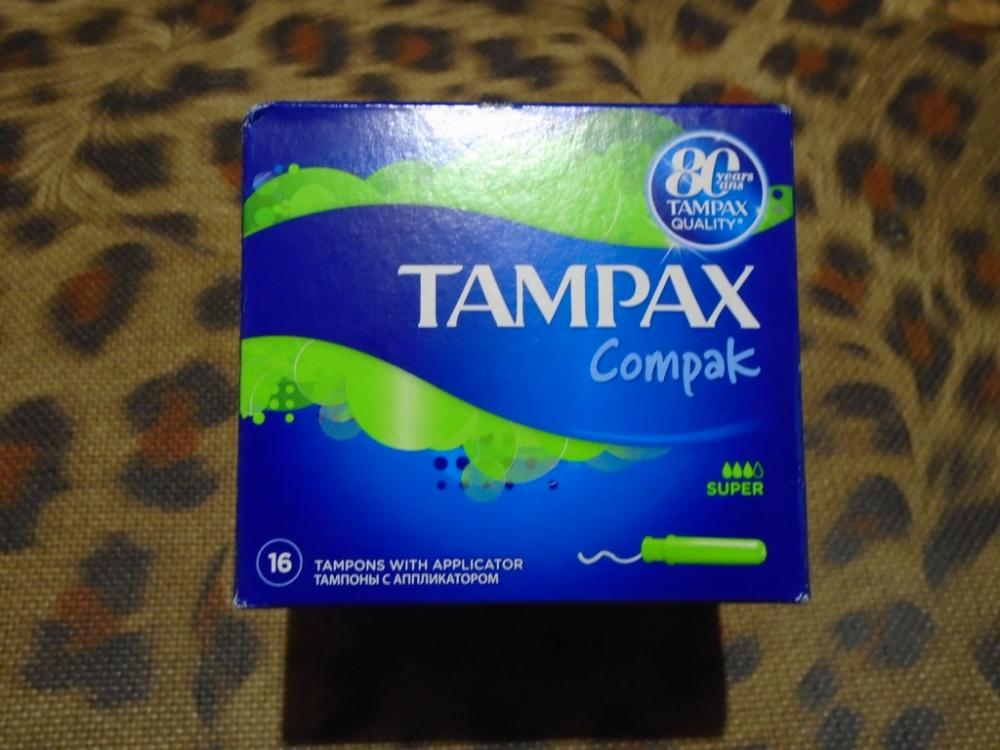 80 years
ans
TAMPAX
QUALITY®
TAMPAX
Compak
SUPER
16
TAMPONS WITH APPLICATOR
ТАМПОНЫ С АППЛИКАТОРОМ